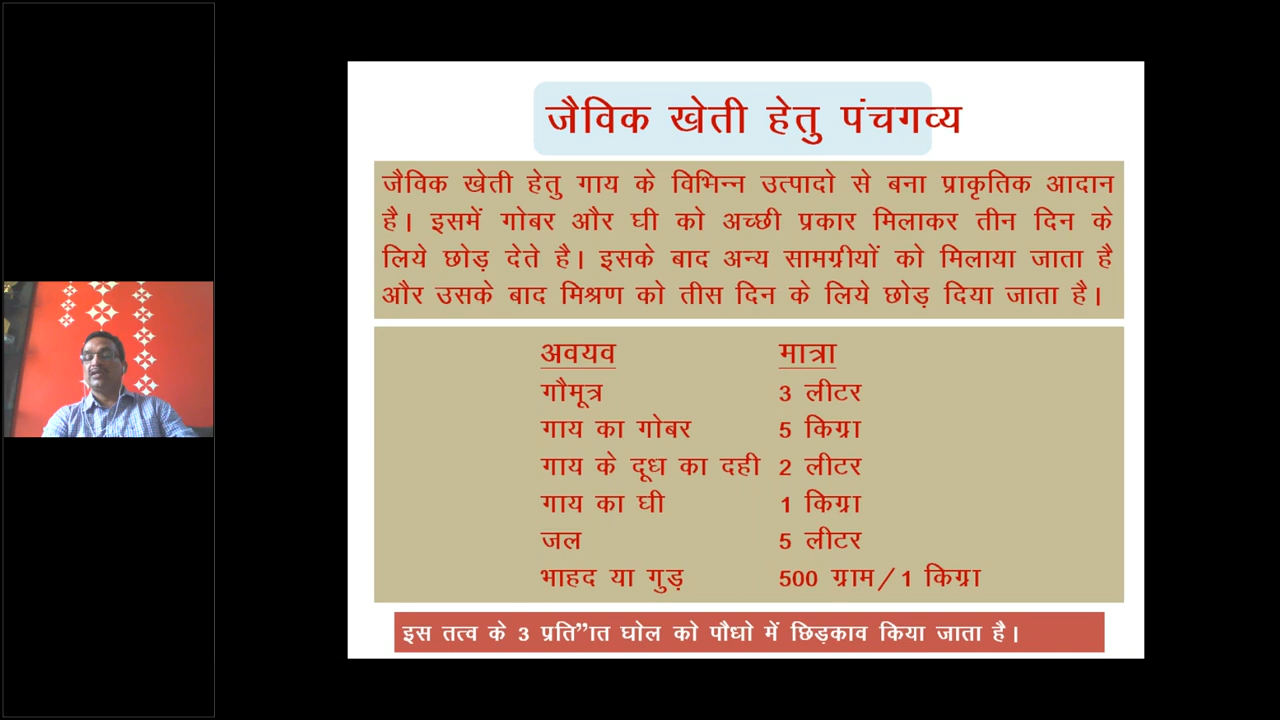 जैविक खेती हेतु पंचगव्य
जैविक खेती हेतु गाय के विभिन्न उत्पादो से बना प्राकृतिक आदान
है। इसमें गोबर और घी को अच्छी प्रकार मिलाकर तीन दिन के
लिये छोड़ देते है। इसके बाद अन्य सामग्रीयों को मिलाया जाता है
और उसके बाद मिश्रण को तीस दिन के लिये छोड़ दिया जाता है।
अवयव मात्रा
गौमूत्र 3 लीटर
गाय का गोबर 5 किग्रा
गाय के दूध का दही 2 लीटर
गाय का घी 1 किग्रा
जल 5 लीटर
भाहद या गुड़ 500 ग्राम/1 किग्रा
इस तत्व के 3 प्रति”ात घोल को पौधो में छिड़काव किया जाता है।